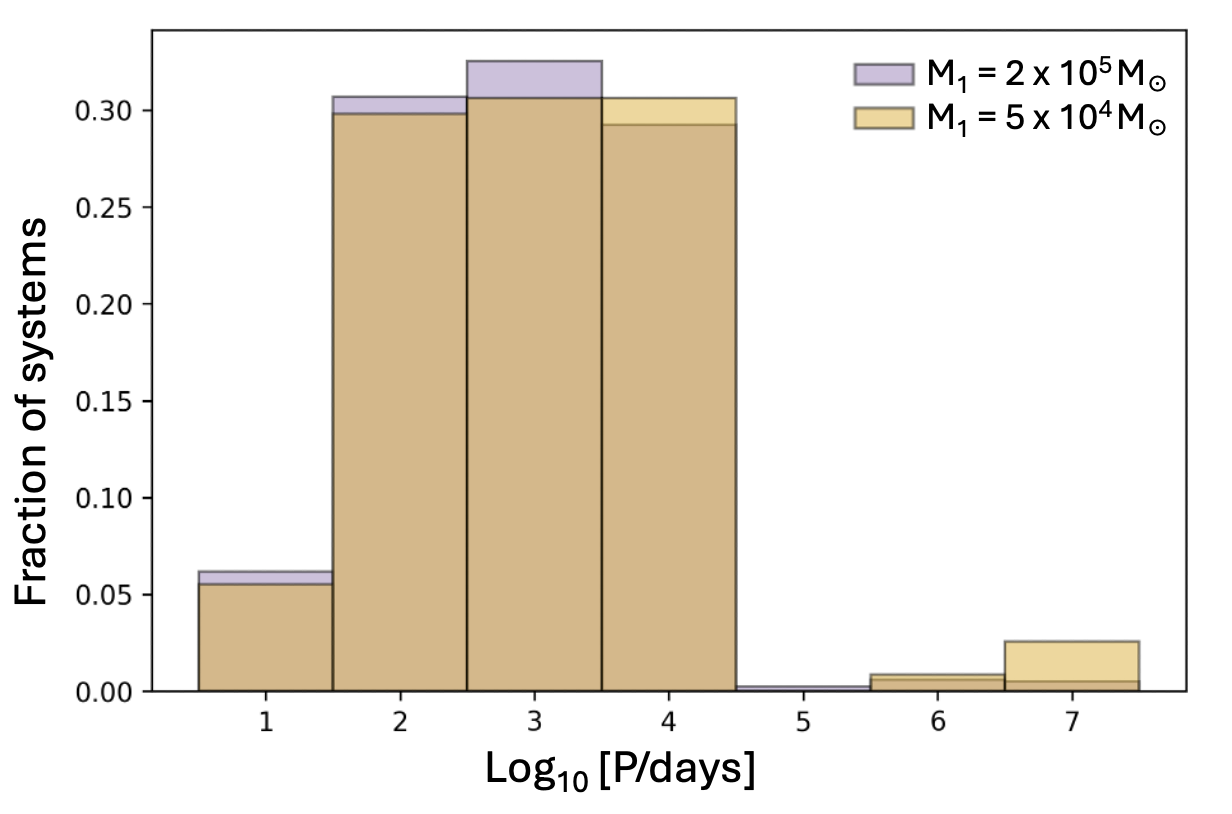 M₁ = 2 x 10⁵ M☉
M₁ = 5 x 10⁴ M☉
Fraction of systems
0.30
0.25
0.20
0.15
0.10
0.05
0.00
1 2 3 4 5 6 7
Log₁₀ [P/days]